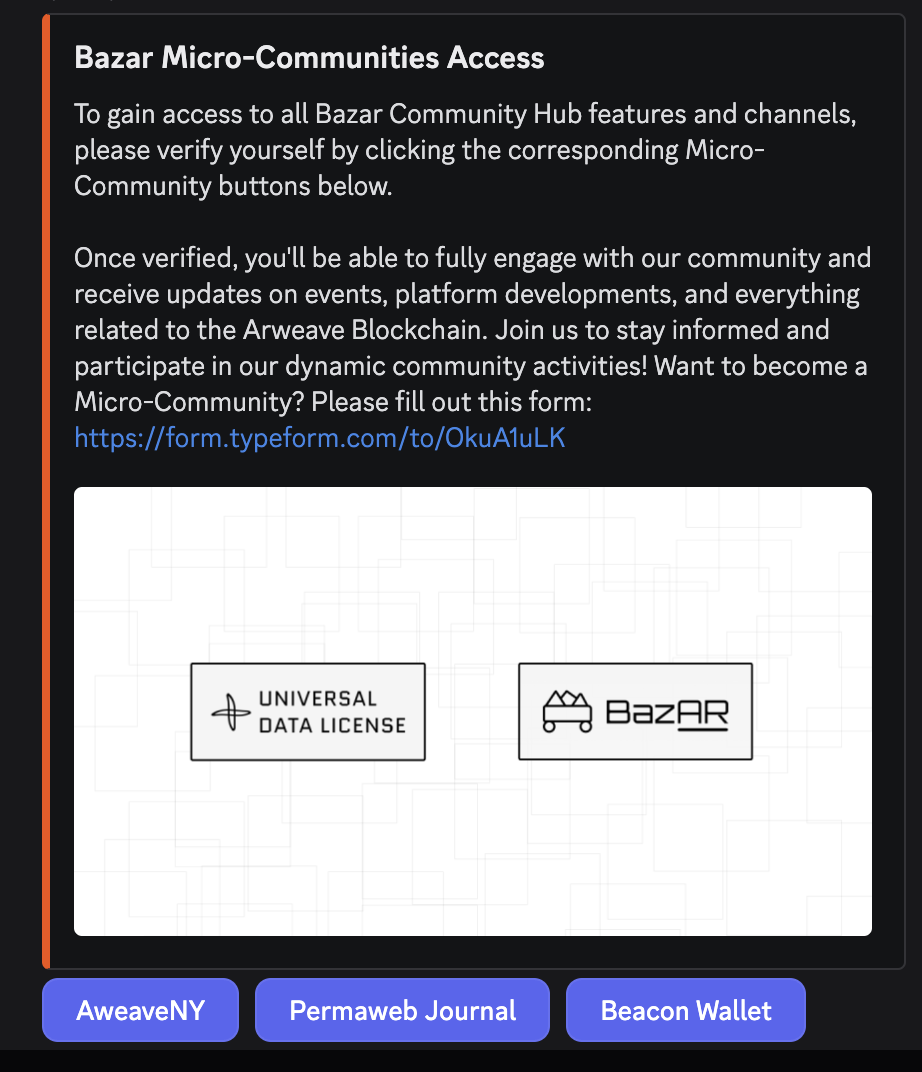 Bazar Micro-Communities Access
To gain access to all Bazar Community Hub features and channels,
please verify yourself by clicking the corresponding Micro-
Community buttons below.
Once verified, you'll be able to fully engage with our community and
receive updates on events, platform developments, and everything
related to the Arweave Blockchain. Join us to stay informed and
participate in our dynamic community activities! Want to become a
Micro-Community? Please fill out this form:
https://form.typeform.com/to/OkuA1uLK
UNIVERSAL
DATA LICENSE
BazAR
AweaveNY
Permaweb Journal
Beacon Wallet